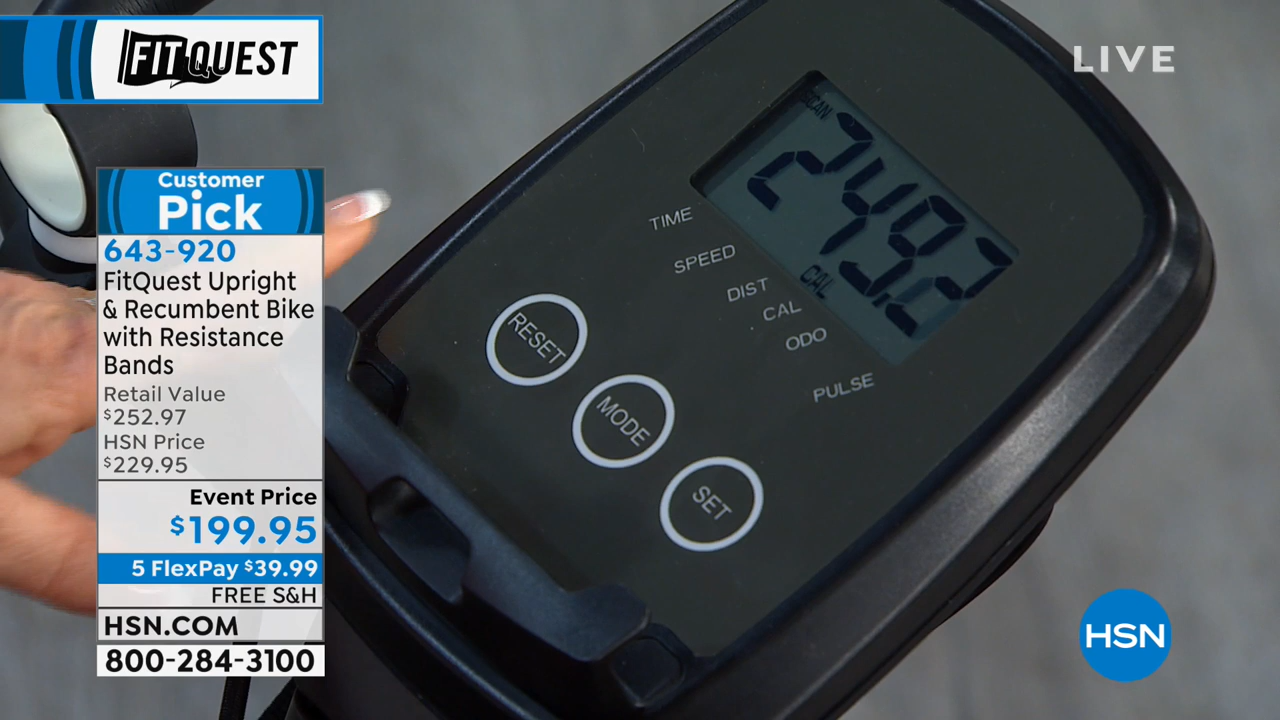 FITQUEST
LIVE
Customer
Pick
643-920
FitQuest Upright
& Recumbent Bike
with Resistance
Bands
Retail Value
$252.97
HSN Price
$229.95
Event Price
$199.95
5 FlexPay $39.99
FREE S&H
HSN.COM
800-284-3100
SCAN
249.2
CAL
TIME
SPEED
DIST
CAL
ODO
PULSE
RESET
MODE
SET
HSN